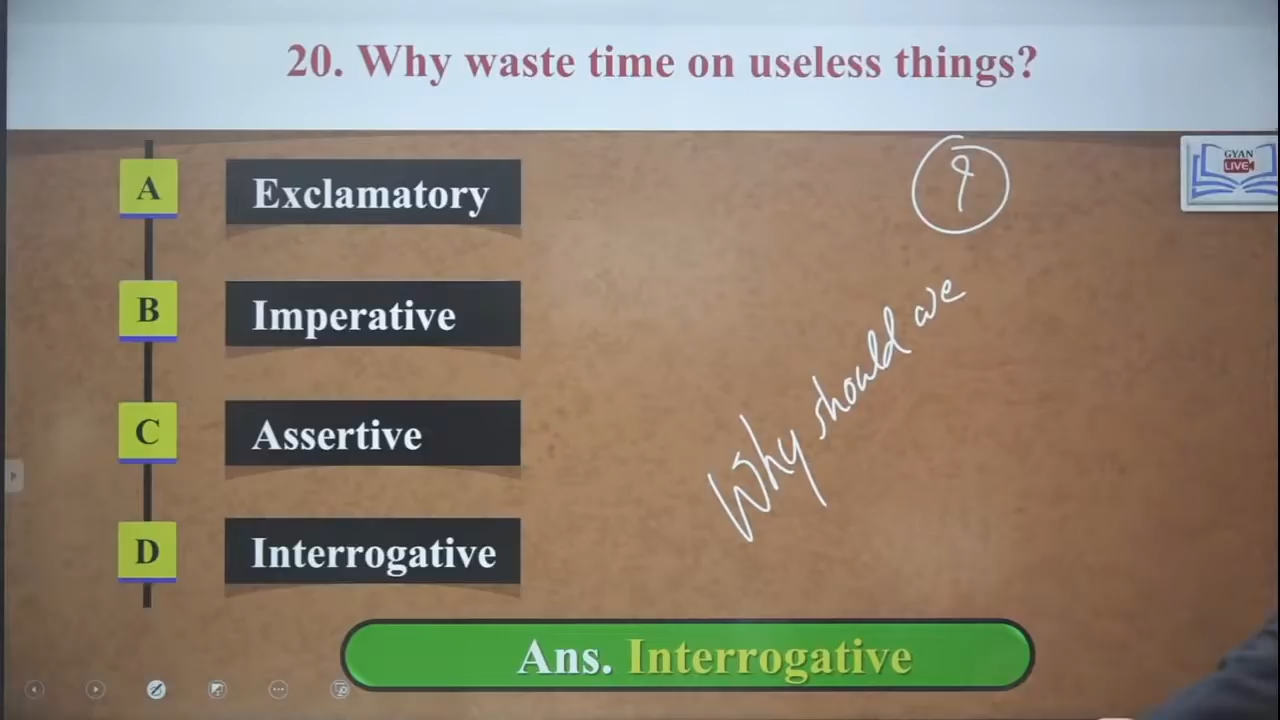 20. Why waste time on useless things?
A Exclamatory
B Imperative
C Assertive
D Interrogative
Ans. Interrogative
?
Why should we
GYAN
LIVE